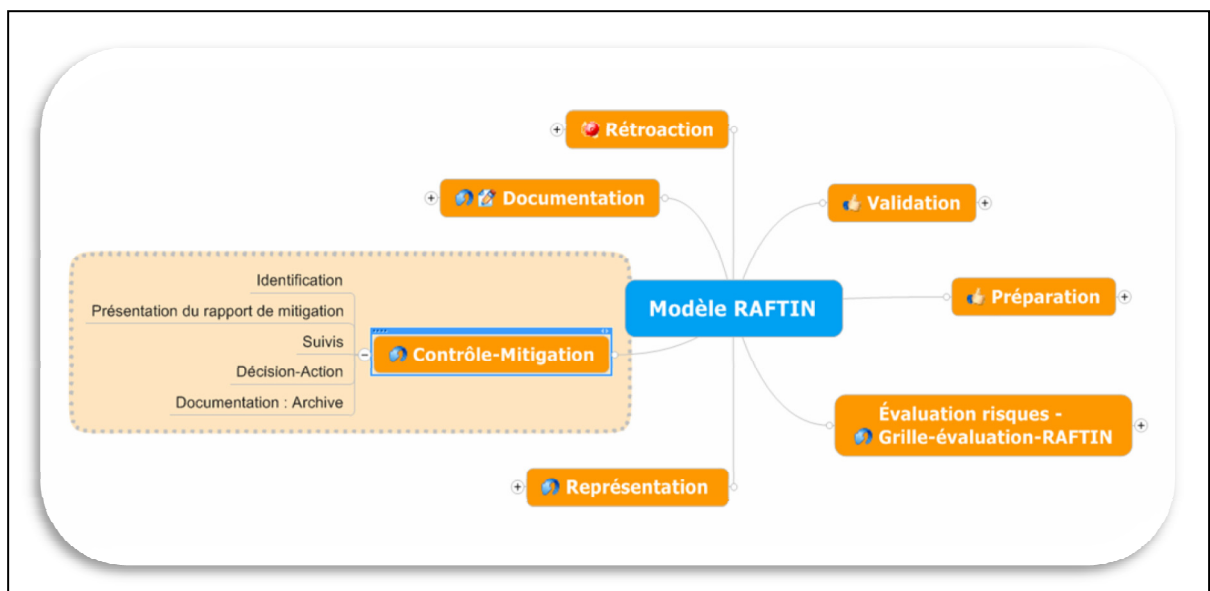 Rétroaction
Documentation
Validation
Identification
Présentation du rapport de mitigation
Suivis
Décision-Action
Documentation : Archive
Contrôle-Mitigation
Modèle RAFTIN
Préparation
Évaluation risques -
Grille-évaluation-RAFTIN
Représentation